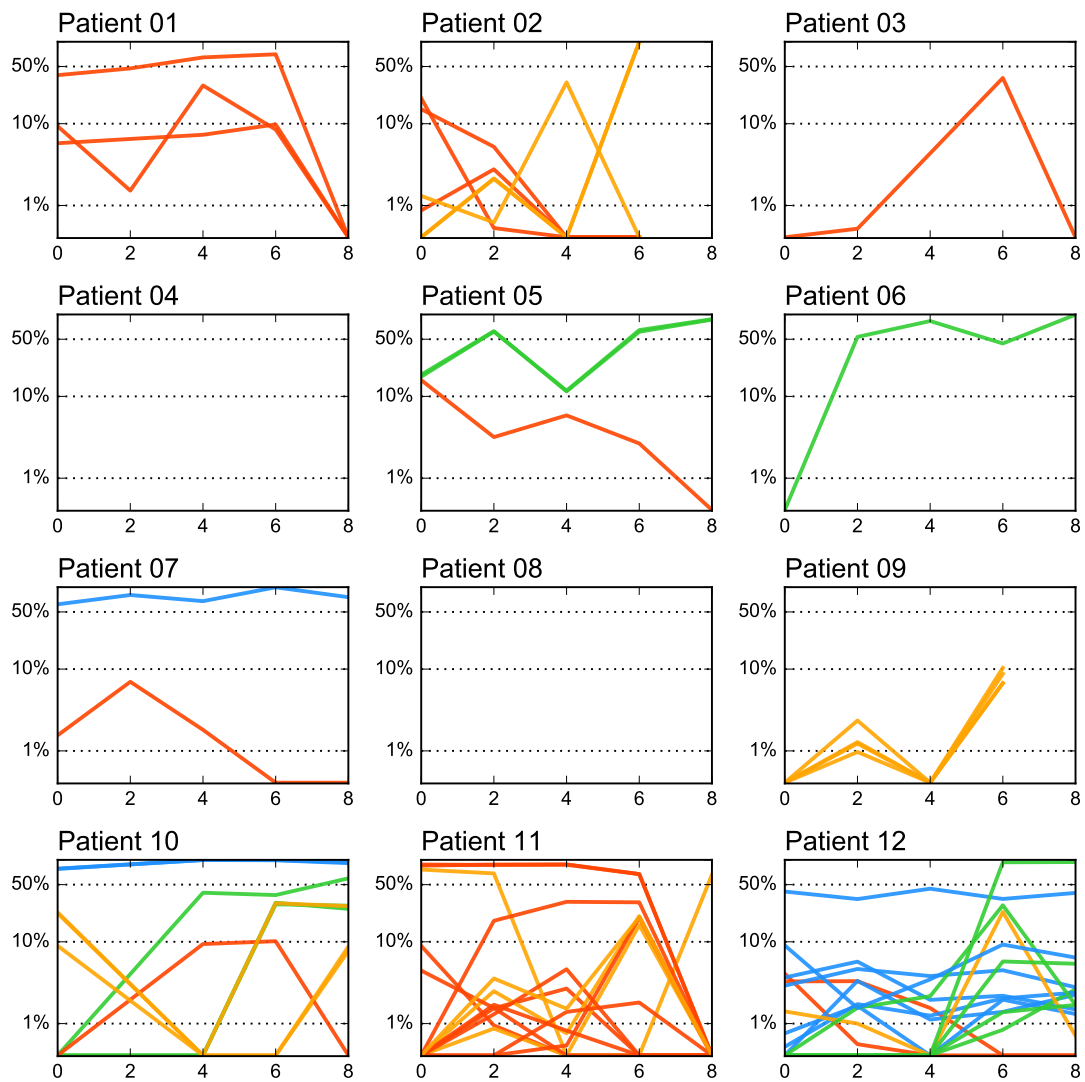 Patient 01 Patient 02 Patient 03
50% 50% 50%
10% 10% 10%
1% 1% 1%
0 2 4 6 8 0 2 4 6 8 0 2 4 6 8
Patient 04 Patient 05 Patient 06
50% 50% 50%
10% 10% 10%
1% 1% 1%
0 2 4 6 8 0 2 4 6 8 0 2 4 6 8
Patient 07 Patient 08 Patient 09
50% 50% 50%
10% 10% 10%
1% 1% 1%
0 2 4 6 8 0 2 4 6 8 0 2 4 6 8
Patient 10 Patient 11 Patient 12
50% 50% 50%
10% 10% 10%
1% 1% 1%
0 2 4 6 8 0 2 4 6 8 0 2 4 6 8